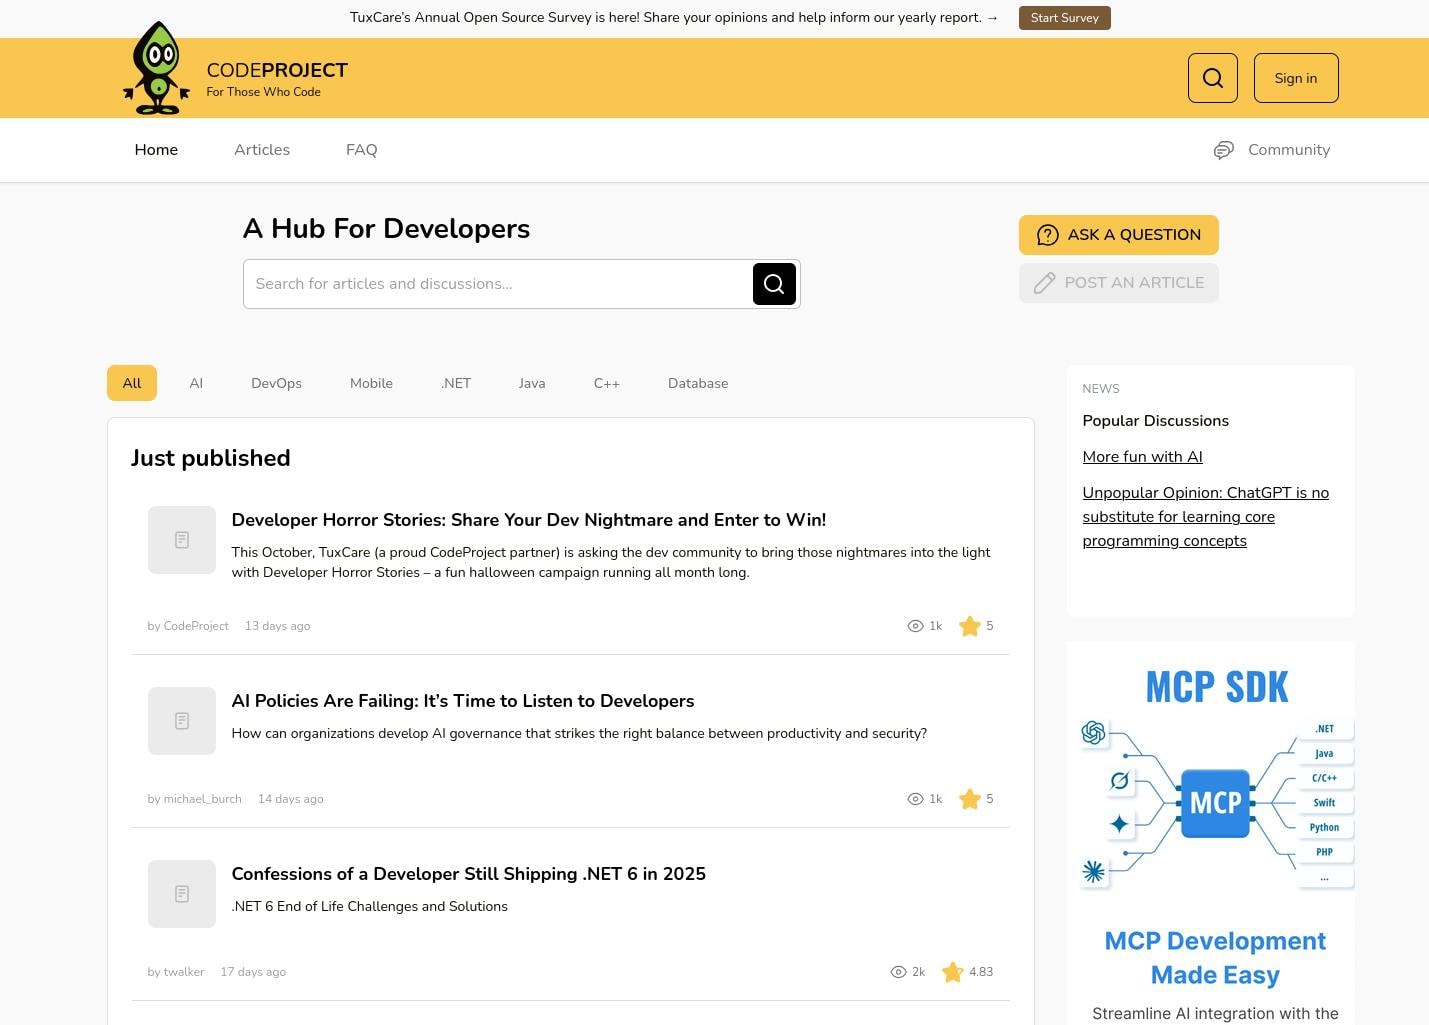 TuxCare's Annual Open Source Survey is here! Share your opinions and help inform our yearly report. →
Start Survey
CODEPROJECT
For Those Who Code
Sign in
Home
Articles
FAQ
Community
A Hub For Developers
Search for articles and discussions...
ASK A QUESTION
POST AN ARTICLE
All
AI
DevOps
Mobile
.NET
Java
C++
Database
Just published
Developer Horror Stories: Share Your Dev Nightmare and Enter to Win!
This October, TuxCare (a proud CodeProject partner) is asking the dev community to bring those nightmares into the light
with Developer Horror Stories – a fun halloween campaign running all month long.
by CodeProject
13 days ago
1k
5
AI Policies Are Failing: It’s Time to Listen to Developers
How can organizations develop AI governance that strikes the right balance between productivity and security?
by michael_burch
14 days ago
1k
5
Confessions of a Developer Still Shipping .NET 6 in 2025
.NET 6 End of Life Challenges and Solutions
by twalker
17 days ago
2k
4.83
NEWS
Popular Discussions
More fun with AI
Unpopular Opinion: ChatGPT is no
substitute for learning core
programming concepts
MCP SDK
MCP
.NET
Java
C/C++
Swift
Python
PHP
...
MCP Development
Made Easy
Streamline AI integration with the